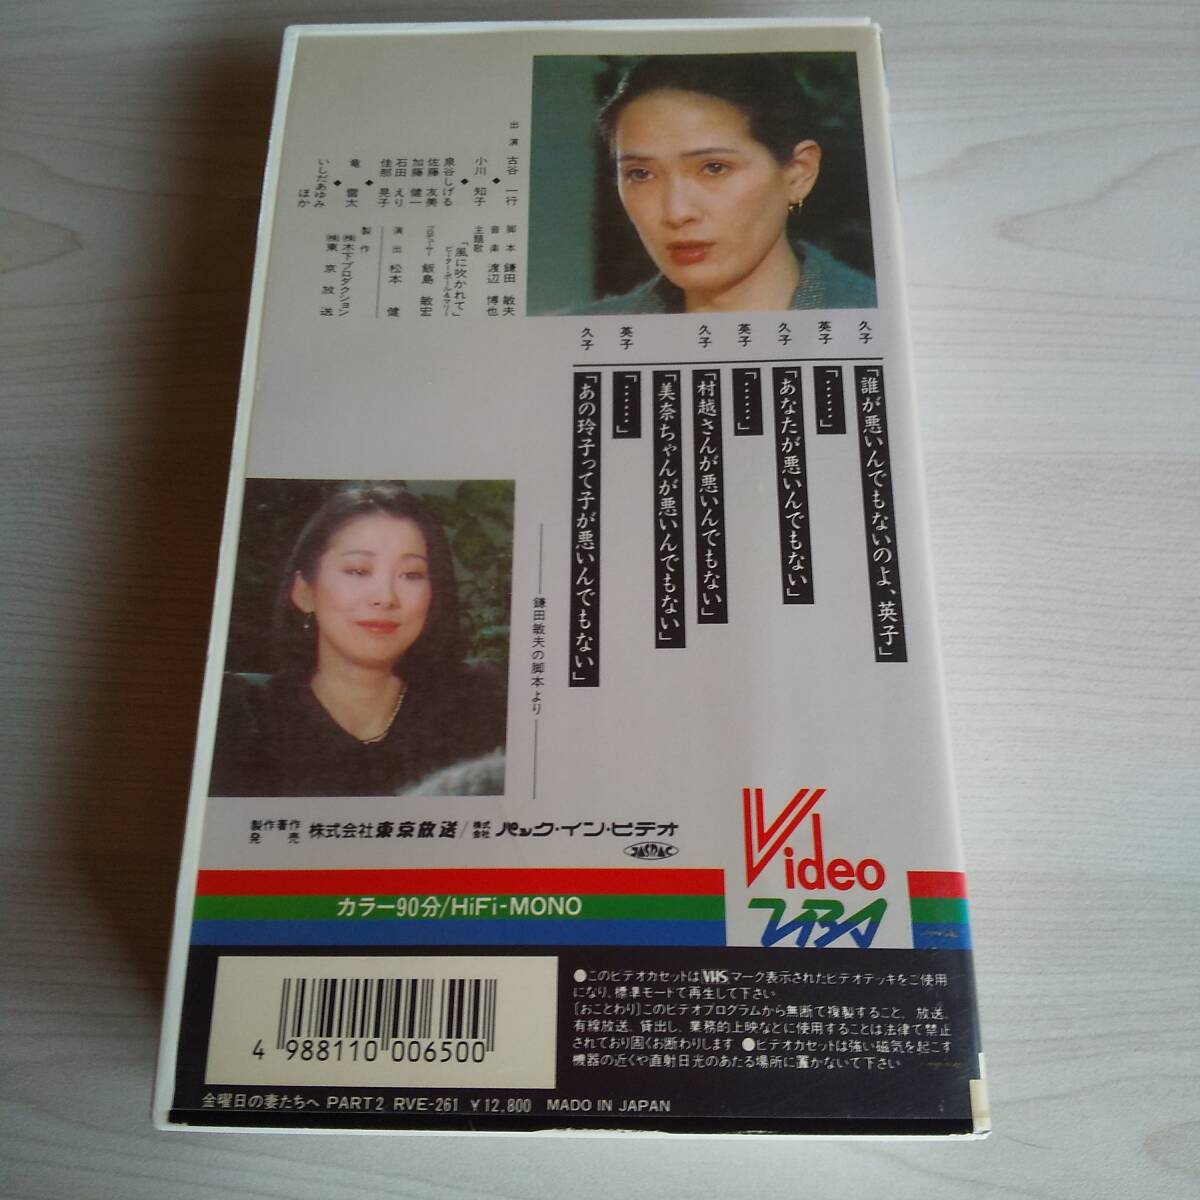 出演
古谷一行
◆
小川知子
泉谷しげる
佐藤友美
加藤健一
石田えり
佳那晃子
◆
竜雷太
◆
いしだあゆみ
ほか
脚本 鎌田敏夫
音楽 渡辺博也
主題歌
「風に吹かれて」
ピーター・ポール&マリー
プロデューサー 飯島敏宏
演出 松本健
製作
㈱木下プロダクション
㈱東京放送
久子「誰が悪いんでもないのよ、英子」
英子「……」
久子「あなたが悪いんでもない」
英子「……」
久子「村越さんが悪いんでもない」
「美奈ちゃんが悪いんでもない」
英子「……」
久子「あの玲子って子が悪いんでもない」
鎌田敏夫の脚本より
製作著作 発売 株式会社東京放送/株式会社パック・イン・ビデオ
JASRAC
Video
カラー90分/HiFi-MONO
●このビデオカセットはVHSマーク表示されたビデオデッキをご使用
になり、標準モードで再生して下さい
[おことわり]このビデオプログラムから無断で複製すること、放送、
有線放送、貸出し、業務的上映などに使用することは法律で禁止
されており固くお断わりします ●ビデオカセットは強い磁気を起こす
機器の近くや直射日光のあたる場所に置かないで下さい
4 988110 006500
金曜日の妻たちへ PART2 RVE-261 ¥12,800 MADO IN JAPAN